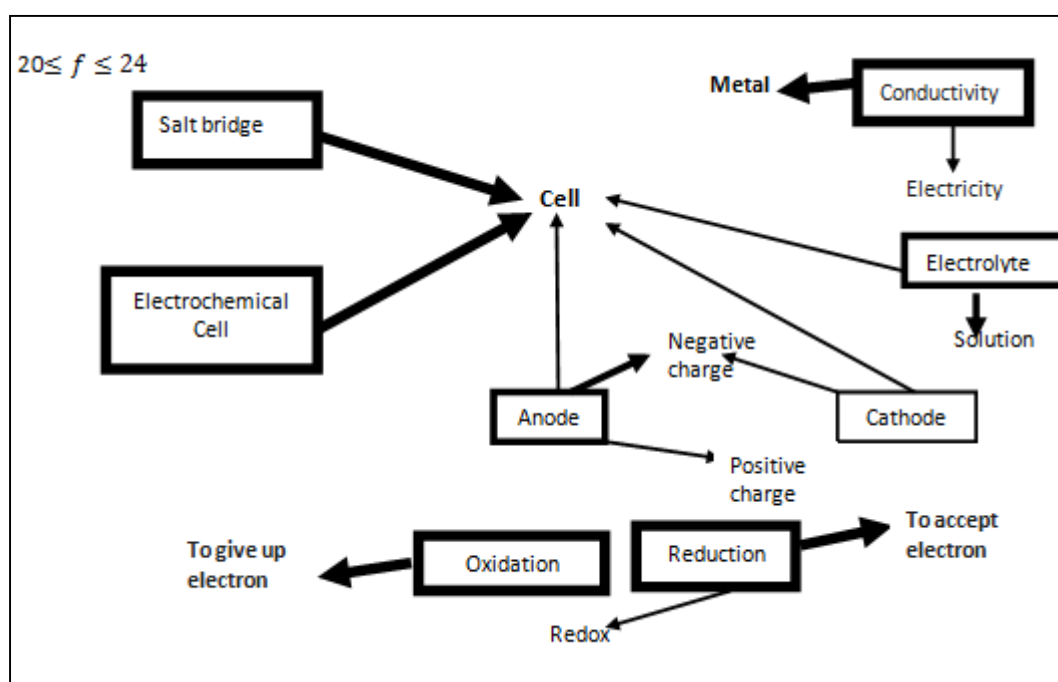 20≤ f ≤ 24
Metal
Conductivity
Salt bridge
Electricity
Cell
Electrolyte
Electrochemical
Cell
Solution
Negative
charge
Anode
Cathode
Positive
charge
To give up
electron
Oxidation
Reduction
To accept
electron
Redox